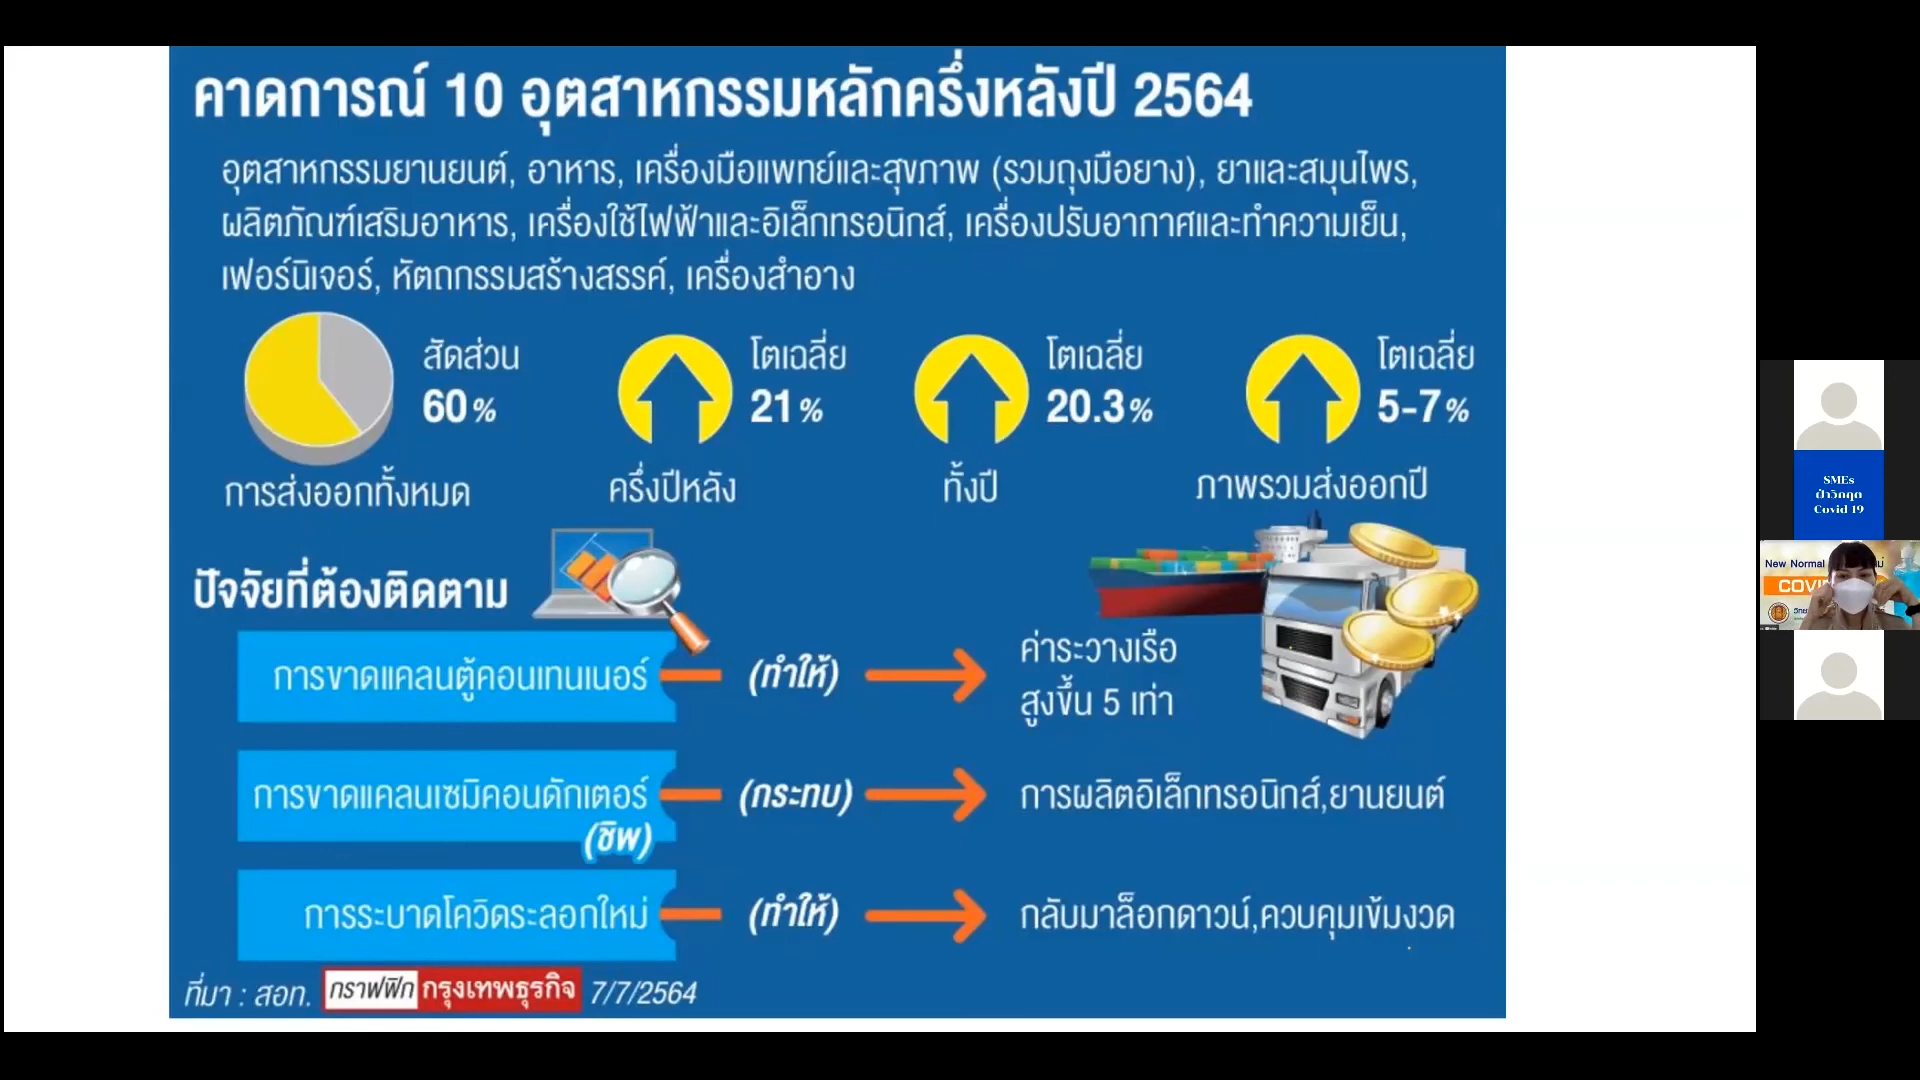 คาดการณ์ 10 อุตสาหกรรมหลักครึ่งหลังปี 2564
อุตสาหกรรมยานยนต์, อาหาร, เครื่องมือแพทย์และสุขภาพ (รวมถุงมือยาง), ยาและสมุนไพร,
ผลิตภัณฑ์เสริมอาหาร, เครื่องใช้ไฟฟ้าและอิเล็กทรอนิกส์, เครื่องปรับอากาศและทำความเย็น,
เฟอร์นิเจอร์, หัตถกรรมสร้างสรรค์, เครื่องสำอาง
สัดส่วน
60%
การส่งออกทั้งหมด
โตเฉลี่ย
21%
ครึ่งปีหลัง
โตเฉลี่ย
20.3%
ทั้งปี
โตเฉลี่ย
5-7%
ภาพรวมส่งออกปี
ปัจจัยที่ต้องติดตาม
การขาดแคลนตู้คอนเทนเนอร์ (ทำให้) ค่าระวางเรือ
สูงขึ้น 5 เท่า
การขาดแคลนเซมิคอนดักเตอร์ (กระทบ) การผลิตอิเล็กทรอนิกส์,ยานยนต์
(ชิพ)
การระบาดโควิดระลอกใหม่ (ทำให้) กลับมาล็อกดาวน์,ควบคุมเข้มงวด
ที่มา : สอท. กราฟฟิก กรุงเทพธุรกิจ 7/7/2564
SMEs
ฝ่าวิกฤต
Covid 19
New Normal